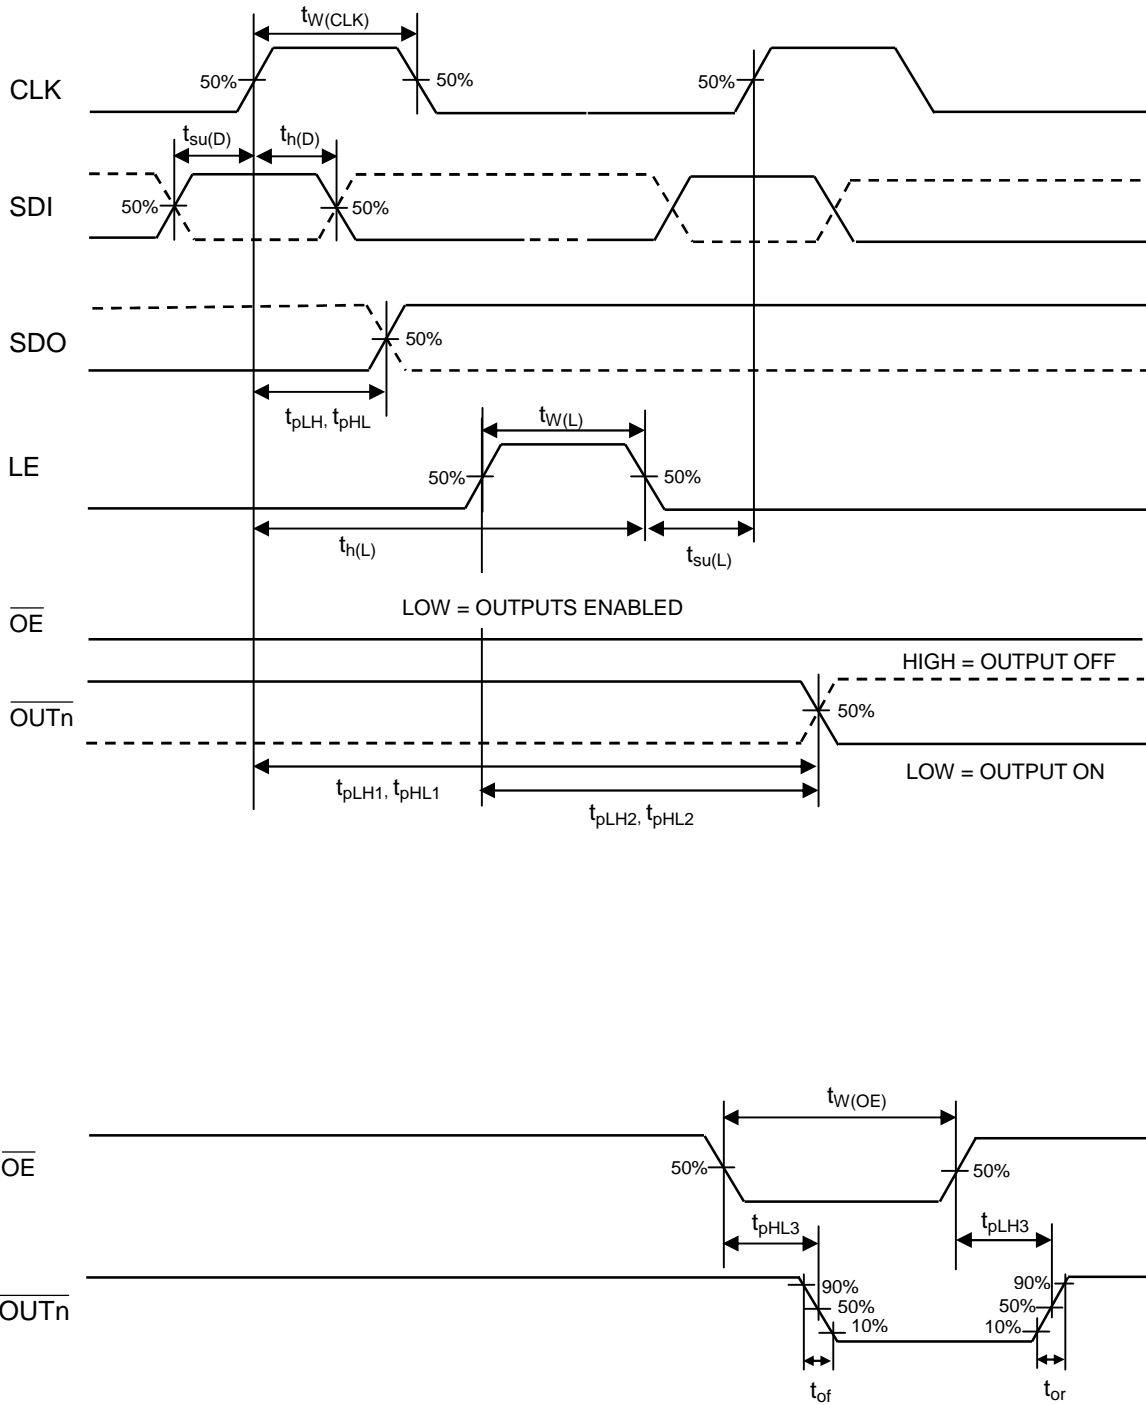 tW(CLK)
CLK
50%
50%
50%
tsu(D)
th(D)
SDI
50%
50%
SDO
50%
tpLH, tpHL
tW(L)
LE
50%
50%
th(L)
tsu(L)
LOW = OUTPUTS ENABLED
OE
HIGH = OUTPUT OFF
OUTn
50%
LOW = OUTPUT ON
tpLH1, tpHL1
tpLH2, tpHL2
tW(OE)
OE
50%
50%
tpHL3
tpLH3
OUTn
90%
50%
10%
90%
50%
10%
tof
tor